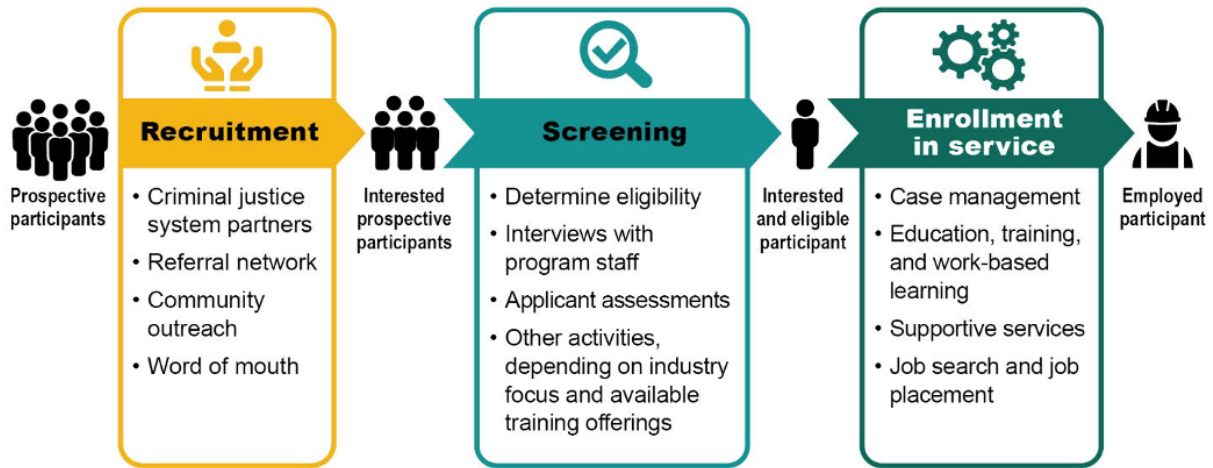 Prospective
participants
Recruitment
• Criminal justice
system partners
• Referral network
• Community
outreach
• Word of mouth
Interested
prospective
participants
Screening
• Determine eligibility
• Interviews with
program staff
• Applicant assessments
• Other activities,
depending on industry
focus and available
training offerings
Interested
and eligible
participant
Enrollment
in service
• Case management
• Education, training,
and work-based
learning
• Supportive services
• Job search and job
placement
Employed
participant